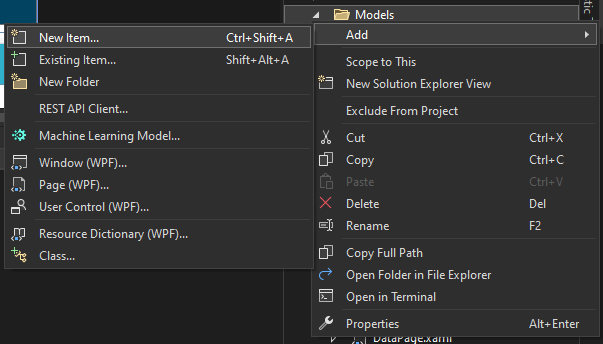 Models
New Item... Ctrl+Shift+A
Existing Item... Shift+Alt+A
New Folder
REST API Client...
Machine Learning Model...
Window (WPF)...
Page (WPF)...
User Control (WPF)...
Resource Dictionary (WPF)...
Class...
Add
Scope to This
New Solution Explorer View
Exclude From Project
Cut Ctrl+X
Copy Ctrl+C
Paste Ctrl+V
Delete Del
Rename F2
Copy Full Path
Open Folder in File Explorer
Open in Terminal
Properties Alt+Enter
DataPage.xaml